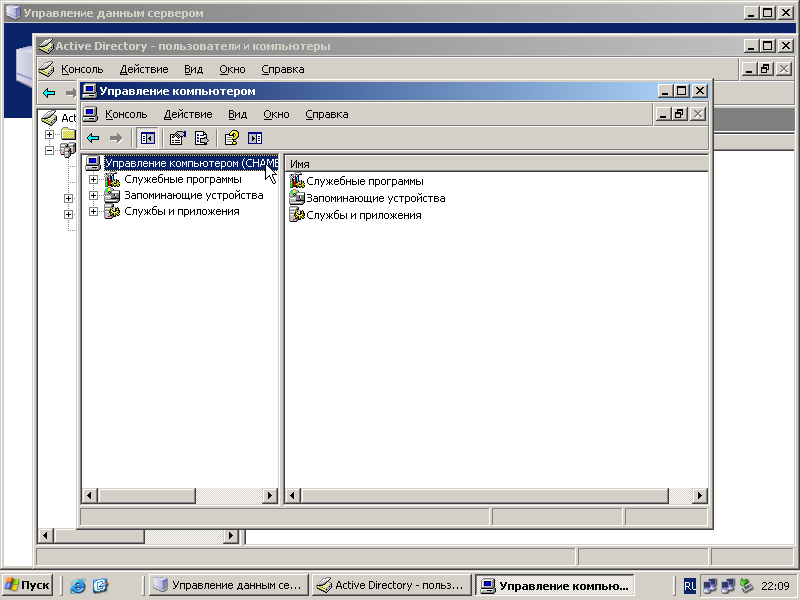 Управление данным сервером
Active Directory - пользователи и компьютеры
Консоль Действие Вид Окно Справка
Управление компьютером
Консоль Действие Вид Окно Справка
Act
Управление компьютером (CHAMB
Служебные программы
Запоминающие устройства
Службы и приложения
Имя
Служебные программы
Запоминающие устройства
Службы и приложения
Пуск
Управление данным се...
Active Directory - польз...
Управление компью...
RU
22:09